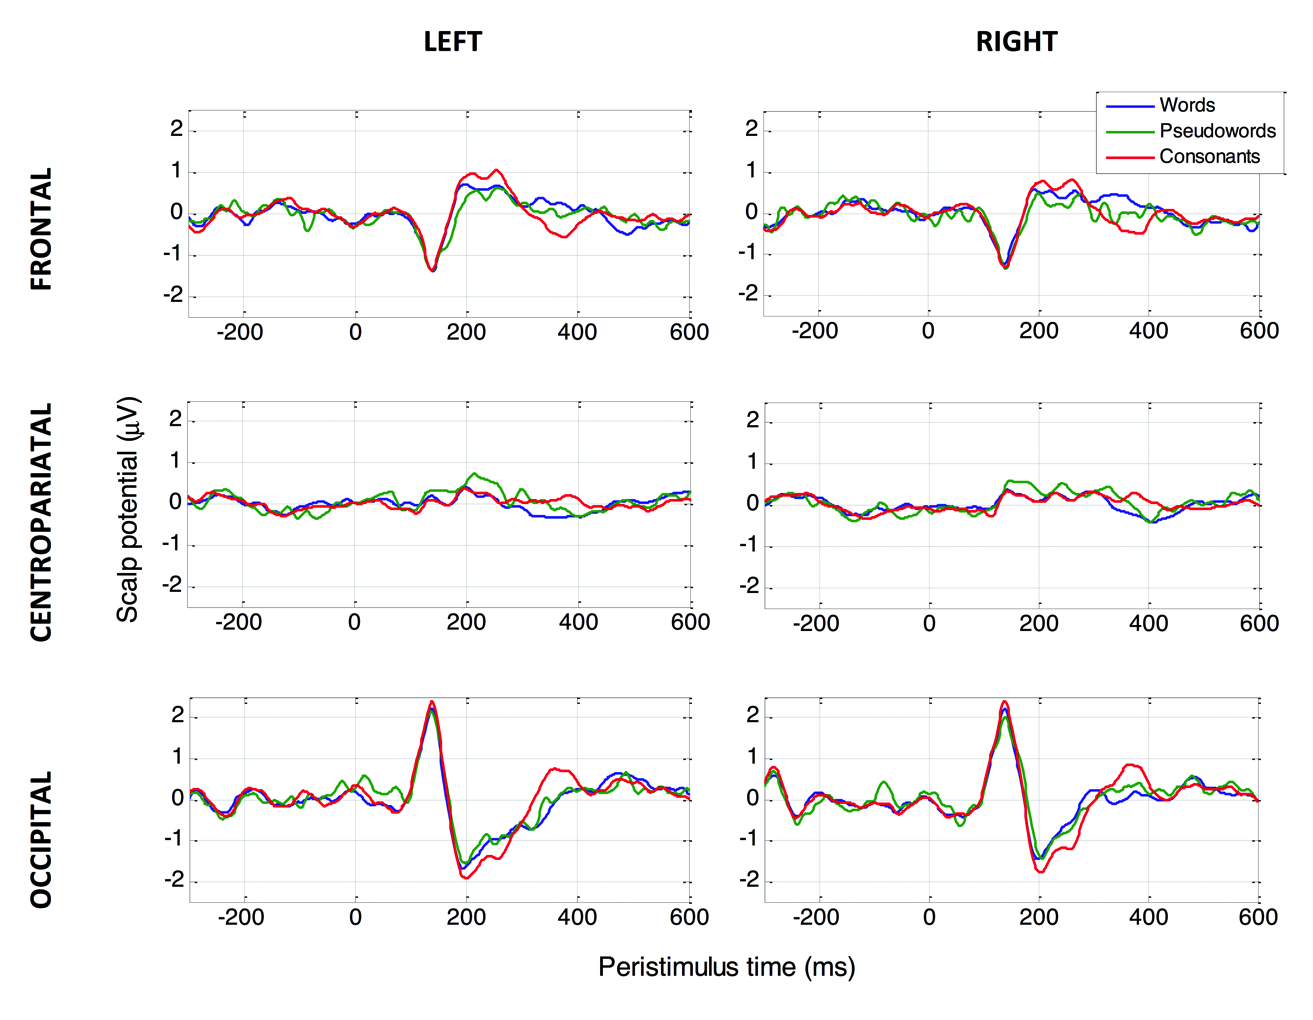 LEFT
RIGHT
Words
Pseudowords
Consonants
FRONTAL
2
1
0
-1
-2
-200 0 200 400 600
2
1
0
-1
-2
-200 0 200 400 600
CENTROPARIATAL
Scalp potential (μV)
2
1
0
-1
-2
-200 0 200 400 600
2
1
0
-1
-2
-200 0 200 400 600
OCCIPITAL
2
1
0
-1
-2
-200 0 200 400 600
2
1
0
-1
-2
-200 0 200 400 600
Peristimulus time (ms)